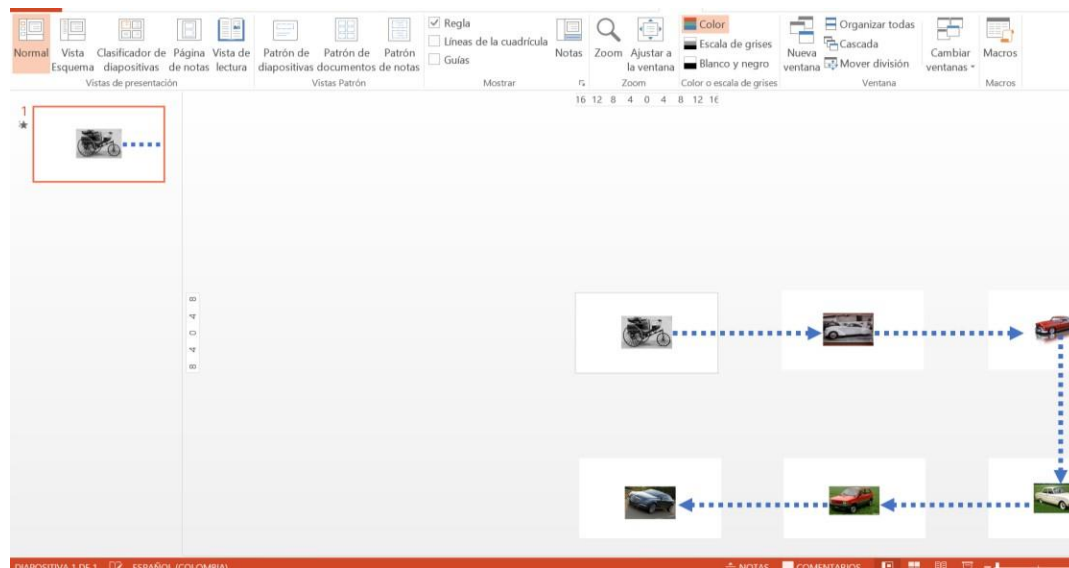 Normal
Vista
Esquema
Clasificador de
diapositivas
Página
de notas
Vista de
lectura
Vistas de presentación
Patrón de
diapositivas
Patrón de
documentos
Patrón
de notas
Vistas Patrón
Regla
Líneas de la cuadrícula
Guías
Mostrar
Notas
Zoom
Ajustar a
la ventana
Zoom
Color
Escala de grises
Blanco y negro
Color o escala de grises
Nueva
ventana
Organizar todas
Cascada
Mover división
Ventana
Cambiar
ventanas
Macros
Macros
16 12 8 4 0 4 8 12 16
1
8 4 0 4 8
DIAPOSITIVA 1 DE 1 ESPAÑOL (COLOMBIA) NOTAS COMENTARIOS